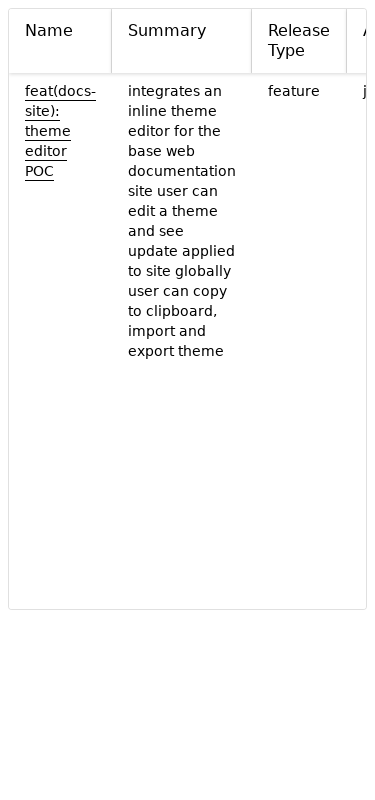 Name
Summary
Release
Type
feat(docs-
site):
theme
editor
POC
integrates an
inline theme
editor for the
base web
documentation
site user can
edit a theme
and see
update applied
to site globally
user can copy
to clipboard,
import and
export theme
feature